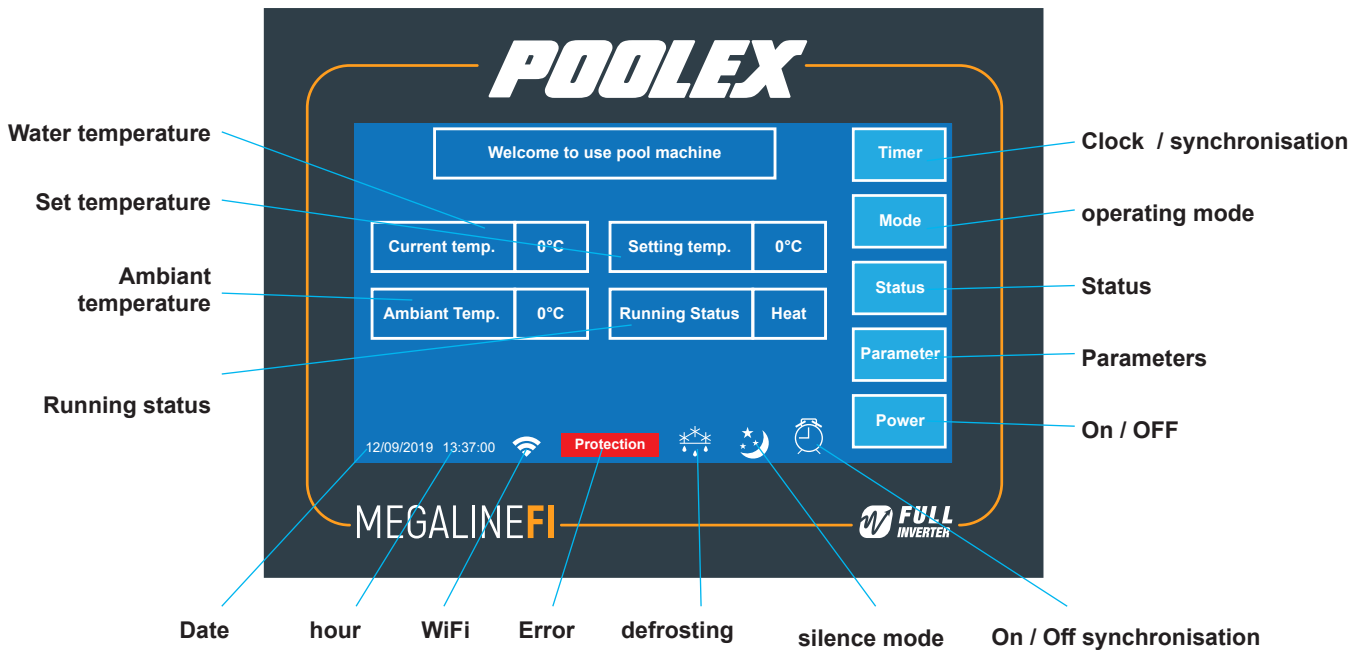 POOLEX
Water temperature
Welcome to use pool machine
Timer
Clock / synchronisation
Set temperature
Mode
operating mode
Current temp. 0°C
Setting temp. 0°C
Ambiant
temperature
Status
Status
Ambiant Temp. 0°C
Running Status Heat
Parameter
Parameters
Running status
Power
On / OFF
12/09/2019 13:37:00
Protection
MEGALINEFI
FULL
INVERTER
Date
hour
WiFi
Error
defrosting
silence mode
On / Off synchronisation